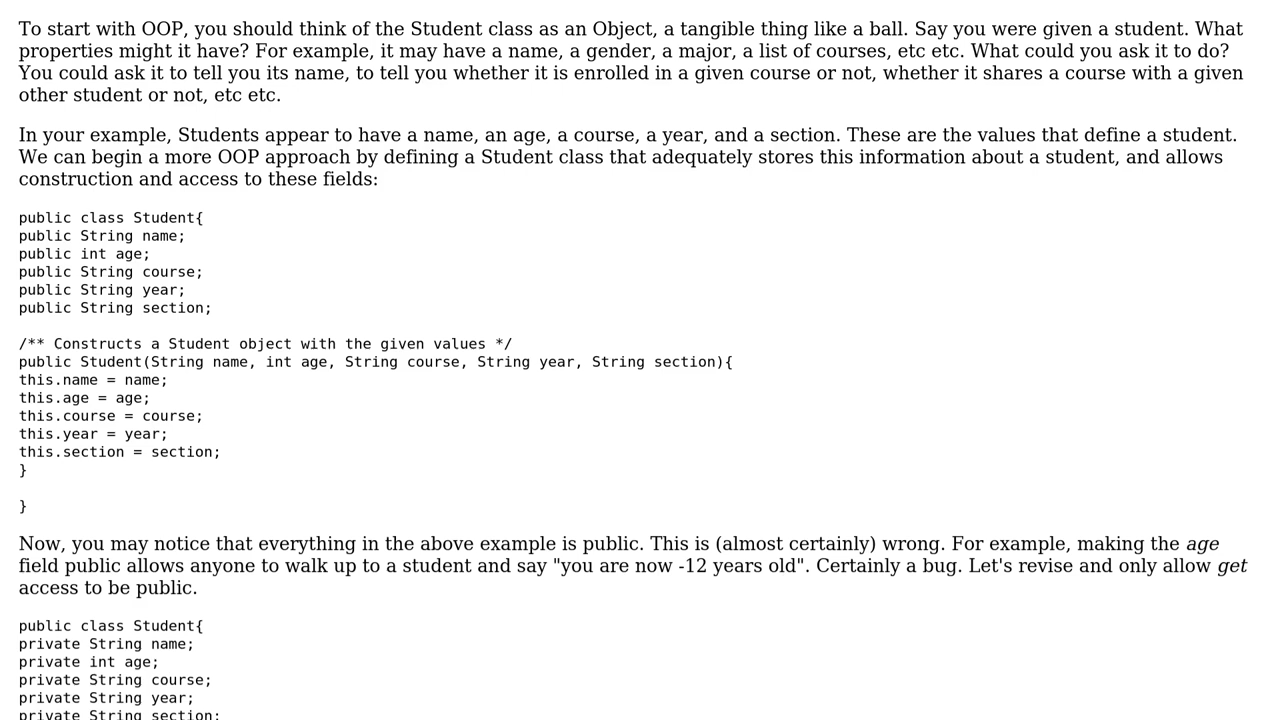 To start with OOP, you should think of the Student class as an Object, a tangible thing like a ball. Say you were given a student. What
properties might it have? For example, it may have a name, a gender, a major, a list of courses, etc etc. What could you ask it to do?
You could ask it to tell you its name, to tell you whether it is enrolled in a given course or not, whether it shares a course with a given
other student or not, etc etc.
In your example, Students appear to have a name, an age, a course, a year, and a section. These are the values that define a student.
We can begin a more OOP approach by defining a Student class that adequately stores this information about a student, and allows
construction and access to these fields:
public class Student{
public String name;
public int age;
public String course;
public String year;
public String section;
/** Constructs a Student object with the given values */
public Student(String name, int age, String course, String year, String section){
this.name = name;
this.age = age;
this.course = course;
this.year = year;
this.section = section;
}
}
Now, you may notice that everything in the above example is public. This is (almost certainly) wrong. For example, making the age
field public allows anyone to walk up to a student and say "you are now -12 years old". Certainly a bug. Let's revise and only allow get
access to be public.
public class Student{
private String name;
private int age;
private String course;
private String year;
private String section;